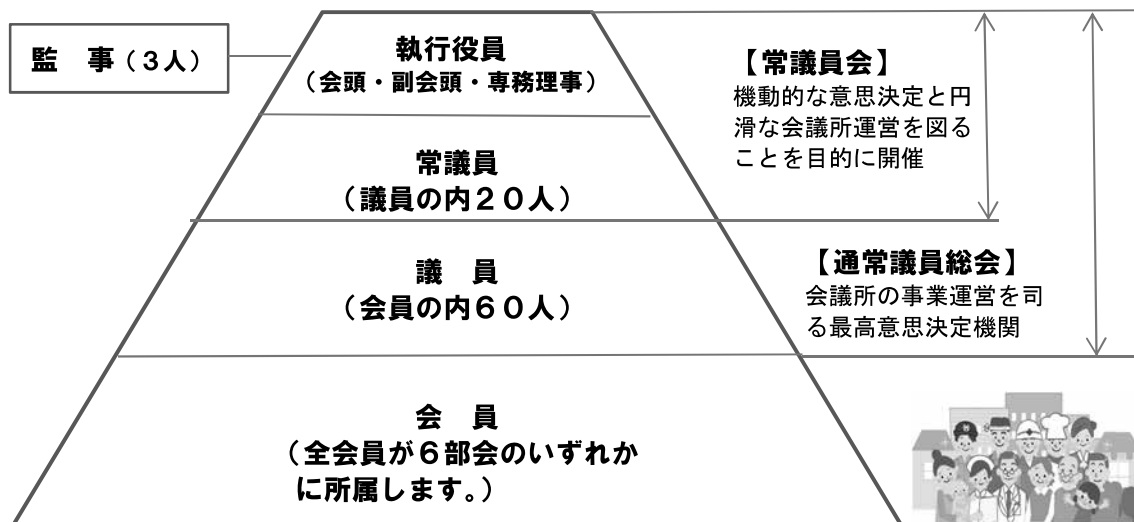 監　事（３人）
執行役員
（会頭・副会頭・専務理事）
常議員
（議員の内２０人）
議　員
（会員の内６０人）
会　員
（全会員が６部会のいずれか
に所属します。）
【常議員会】
機動的な意思決定と円
滑な会議所運営を図る
ことを目的に開催
【通常議員総会】
会議所の事業運営を司
る最高意思決定機関